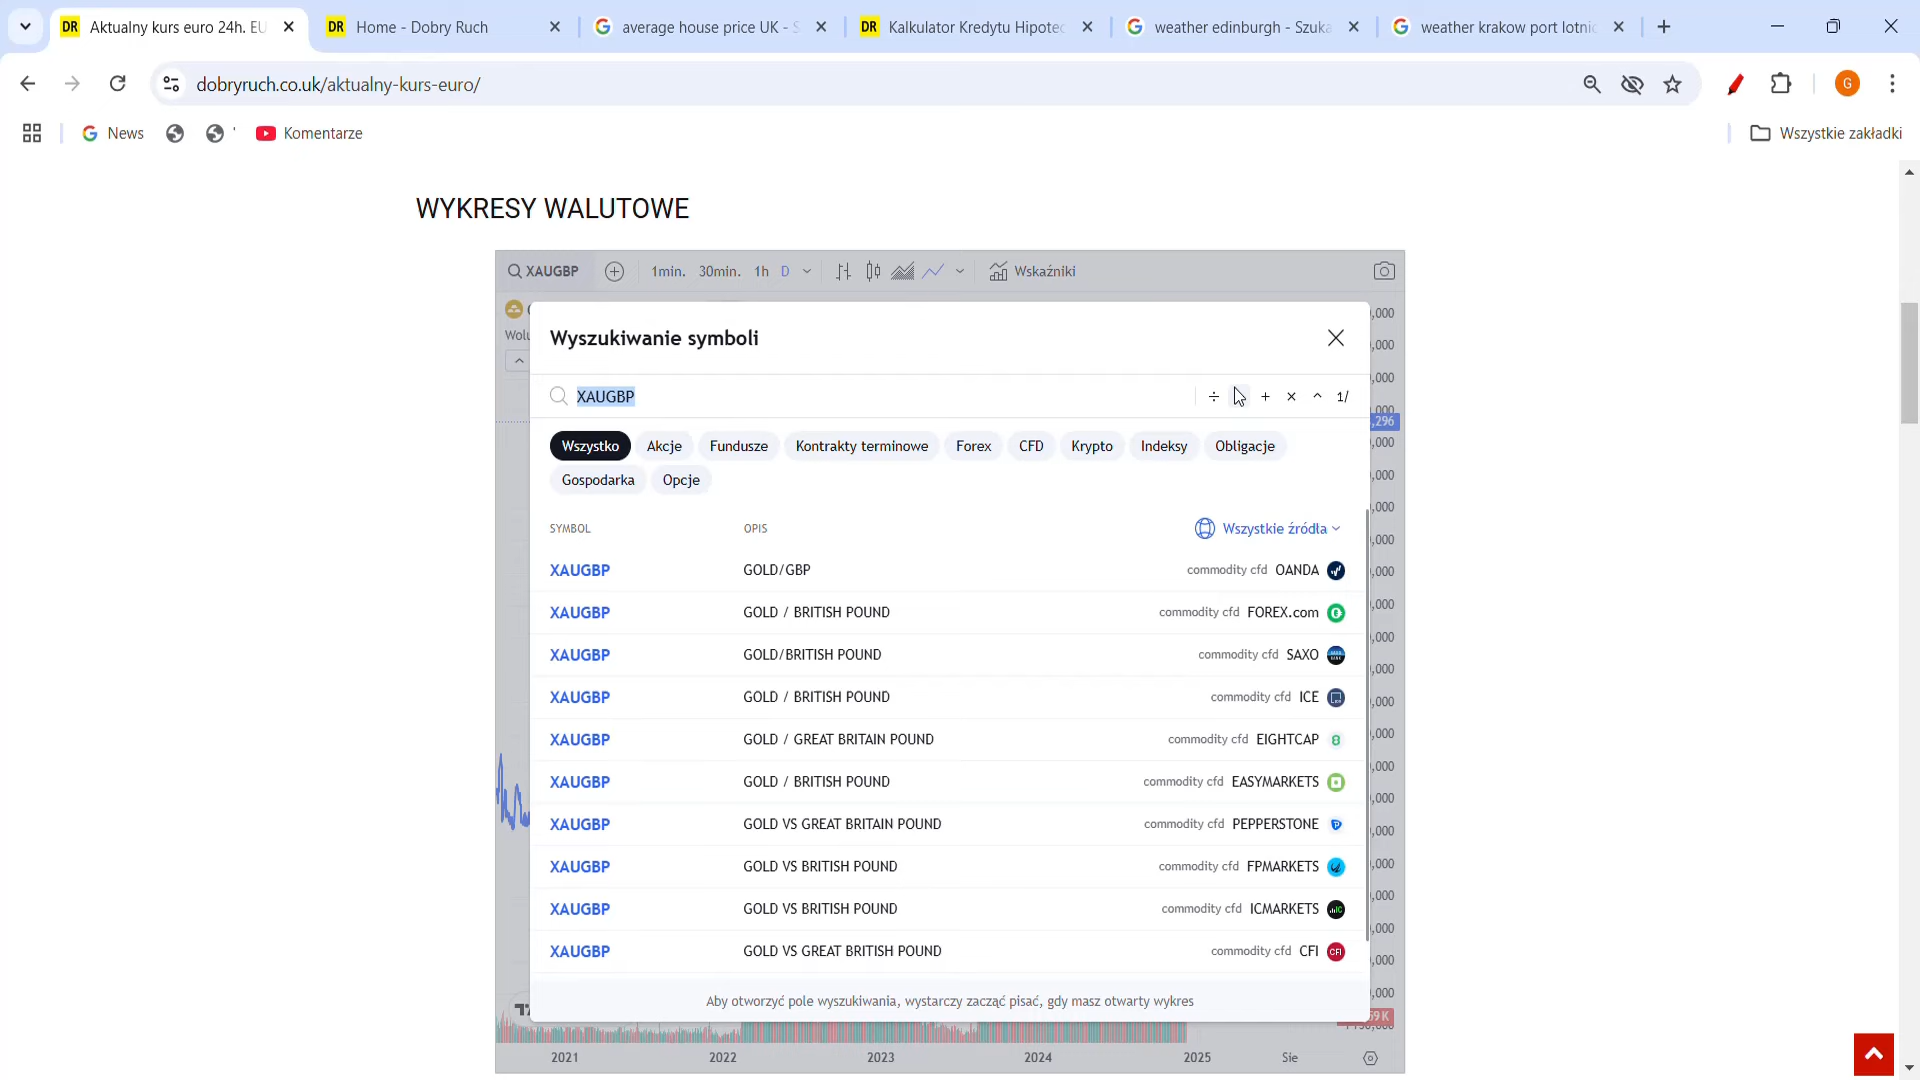 DR Aktualny kurs euro 24h. EU
DR Home - Dobry Ruch
average house price UK - S
DR Kalkulator Kredytu Hipotec
weather edinburgh - Szuka
weather krakow port lotnic
dobryruch.co.uk/aktualny-kurs-euro/
G
News
Komentarze
Wszystkie zakładki
WYKRESY WALUTOWE
XAUGBP 1min. 30min. 1h D Wskaźniki
Wolu
Wyszukiwanie symboli
XAUGBP
÷ + × ^ 1/
Wszystko Akcje Fundusze Kontrakty terminowe Forex CFD Krypto Indeksy Obligacje
Gospodarka Opcje
SYMBOL OPIS Wszystkie źródła
XAUGBP GOLD/GBP commodity cfd OANDA
XAUGBP GOLD / BRITISH POUND commodity cfd FOREX.com
XAUGBP GOLD/BRITISH POUND commodity cfd SAXO
XAUGBP GOLD / BRITISH POUND commodity cfd ICE
XAUGBP GOLD / GREAT BRITAIN POUND commodity cfd EIGHTCAP
XAUGBP GOLD / BRITISH POUND commodity cfd EASYMARKETS
XAUGBP GOLD VS GREAT BRITAIN POUND commodity cfd PEPPERSTONE
XAUGBP GOLD VS BRITISH POUND commodity cfd FPMARKETS
XAUGBP GOLD VS BRITISH POUND commodity cfd ICMARKETS
XAUGBP GOLD VS GREAT BRITISH POUND commodity cfd CFI CFI
Aby otworzyć pole wyszukiwania, wystarczy zacząć pisać, gdy masz otwarty wykres
2021 2022 2023 2024 2025 Sie